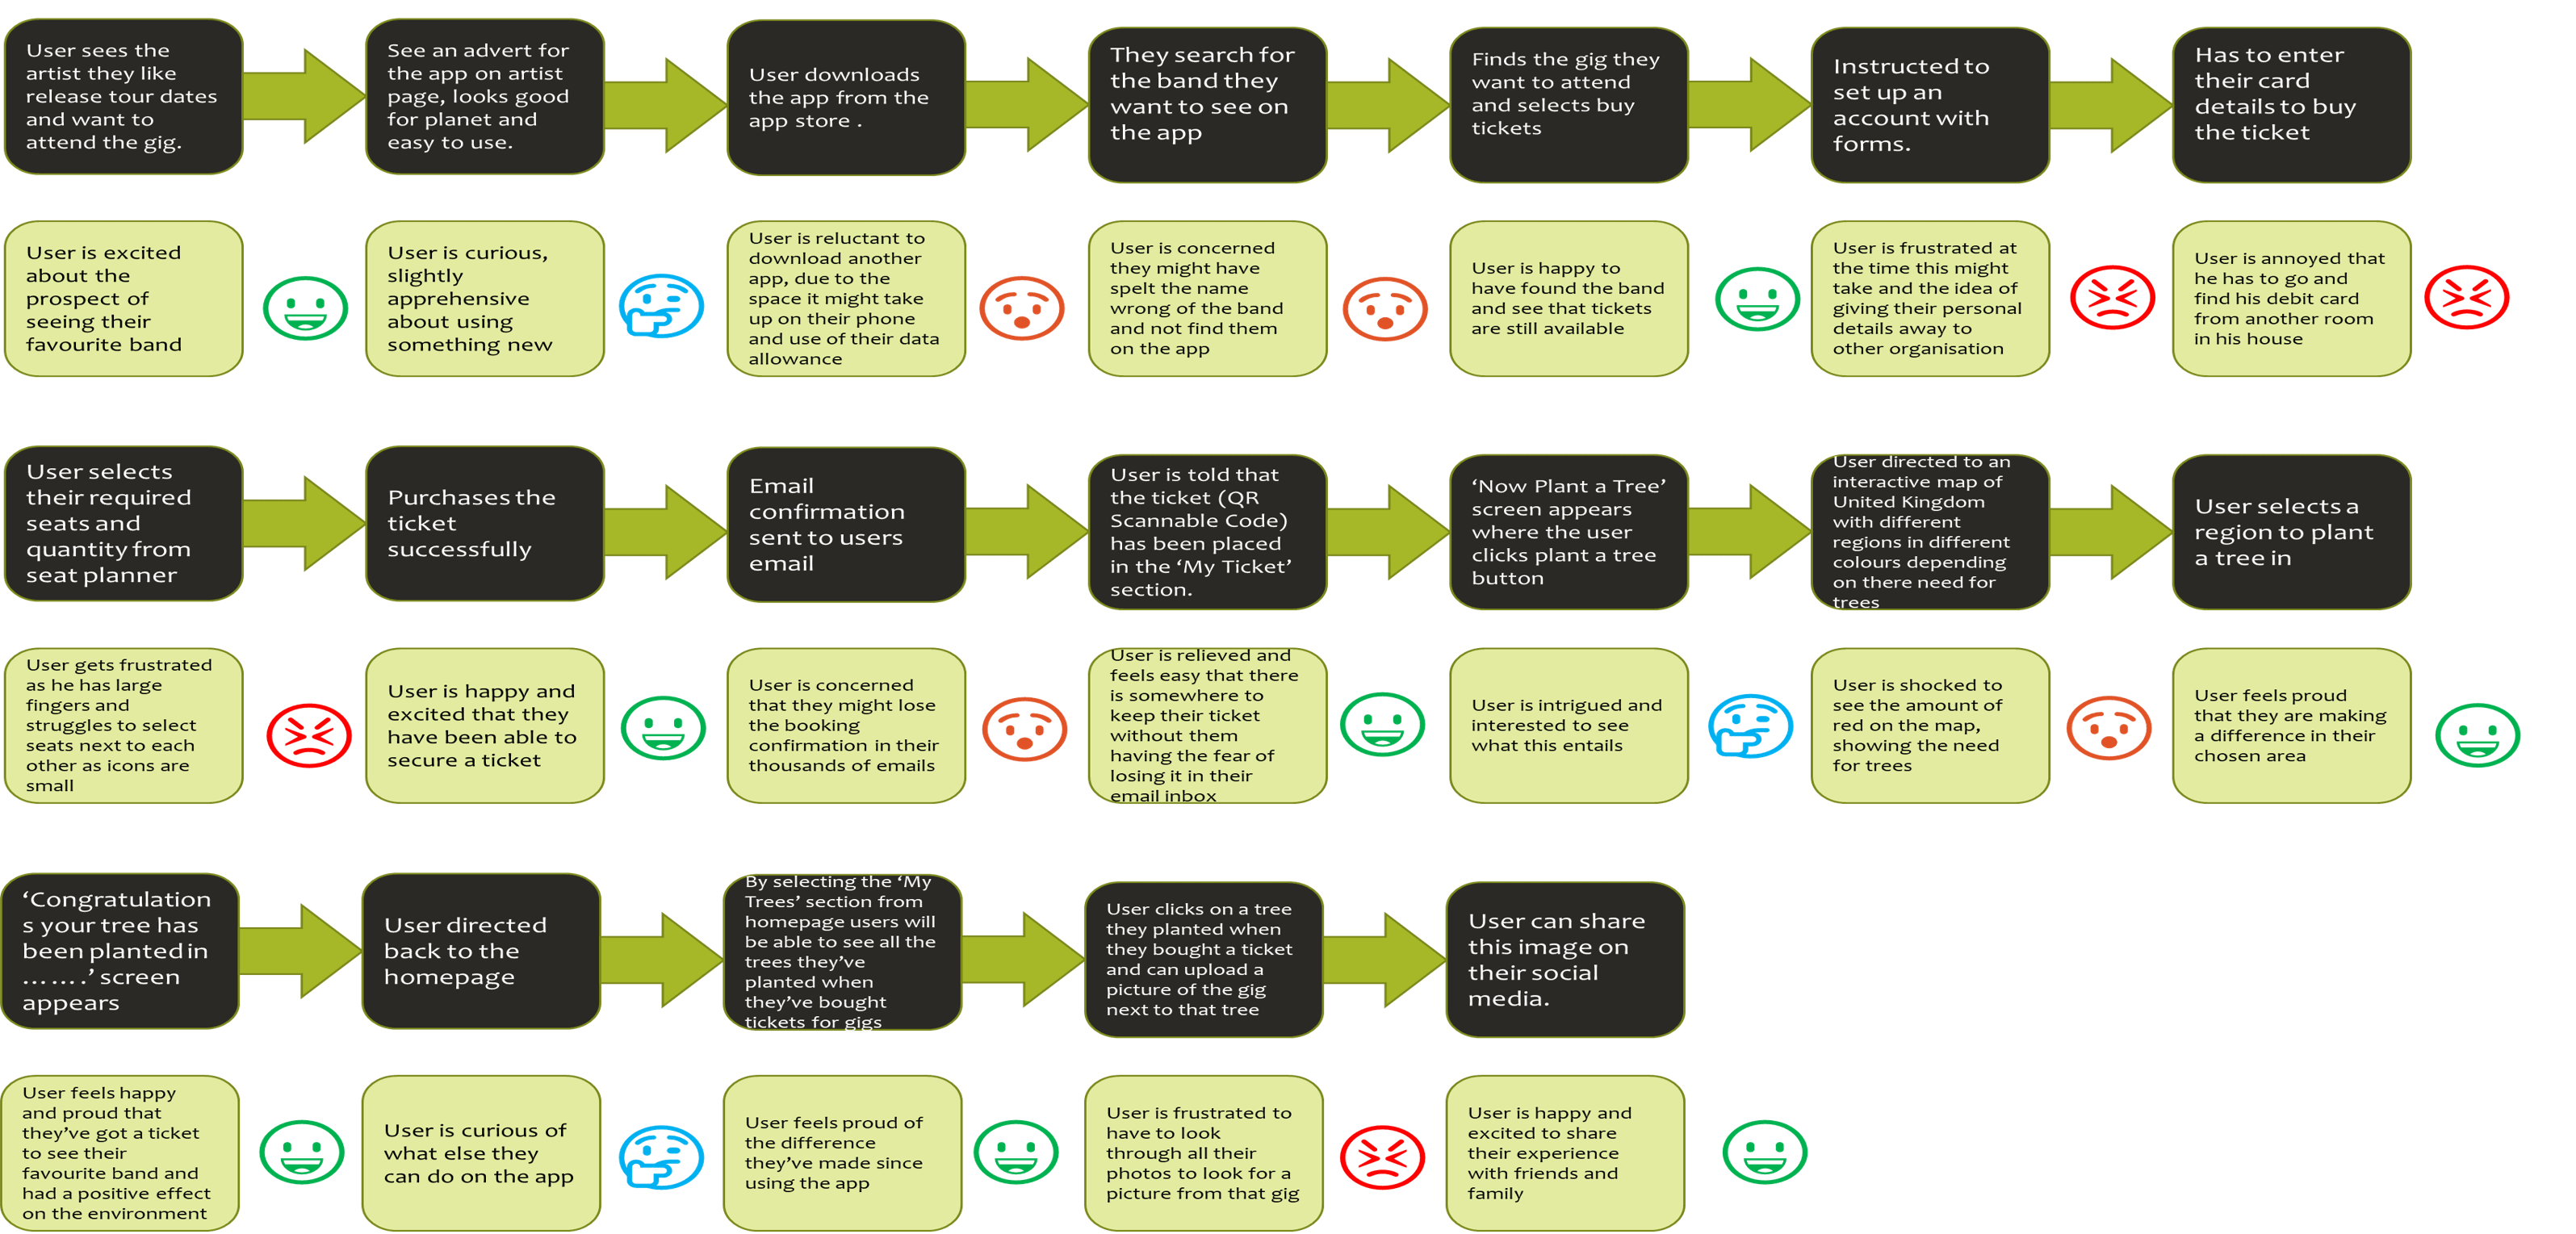 User sees the
artist they like
release tour dates
and want to
attend the gig.
See an advert for
the app on artist
page, looks good
for planet and
easy to use.
User downloads
the app from the
app store .
They search for
the band they
want to see on
the app
Finds the gig they
want to attend
and selects buy
tickets
Instructed to
set up an
account with
forms.
Has to enter
their card
details to buy
the ticket
User is excited
about the
prospect of
seeing their
favourite band
User is curious,
slightly
apprehensive
about using
something new
User is reluctant to
download another
app, due to the
space it might take
up on their phone
and use of their data
allowance
User is concerned
they might have
spelt the name
wrong of the band
and not find them
on the app
User is happy to
have found the band
and see that tickets
are still available
User is frustrated at
the time this might
take and the idea of
giving their personal
details away to
other organisation
User is annoyed that
he has to go and
find his debit card
from another room
in his house
User selects
their required
seats and
quantity from
seat planner
Purchases the
ticket
successfully
Email
confirmation
sent to users
email
User is told that
the ticket (QR
Scannable Code)
has been placed
in the ‘My Ticket’
section.
‘Now Plant a Tree’
screen appears
where the user
clicks plant a tree
button
User directed to an
interactive map of
United Kingdom
with different
regions in different
colours depending
on there need for
trees
User selects a
region to plant
a tree in
User gets frustrated
as he has large
fingers and
struggles to select
seats next to each
other as icons are
small
User is happy and
excited that they
have been able to
secure a ticket
User is concerned
that they might lose
the booking
confirmation in their
thousands of emails
User is relieved and
feels easy that there
is somewhere to
keep their ticket
without them
having the fear of
losing it in their
email inbox
User is intrigued and
interested to see
what this entails
User is shocked to
see the amount of
red on the map,
showing the need
for trees
User feels proud
that they are making
a difference in their
chosen area
‘Congratulation
s your tree has
been planted in
…….’ screen
appears
User directed
back to the
homepage
By selecting the ‘My
Trees’ section from
homepage users will
be able to see all the
trees they’ve
planted when
they’ve bought
tickets for gigs
User clicks on a tree
they planted when
they bought a ticket
and can upload a
picture of the gig
next to that tree
User can share
this image on
their social
media.
User feels happy
and proud that
they’ve got a ticket
to see their
favourite band and
had a positive effect
on the environment
User is curious of
what else they
can do on the app
User feels proud of
the difference
they’ve made since
using the app
User is frustrated to
have to look
through all their
photos to look for a
picture from that gig
User is happy and
excited to share
their experience
with friends and
family